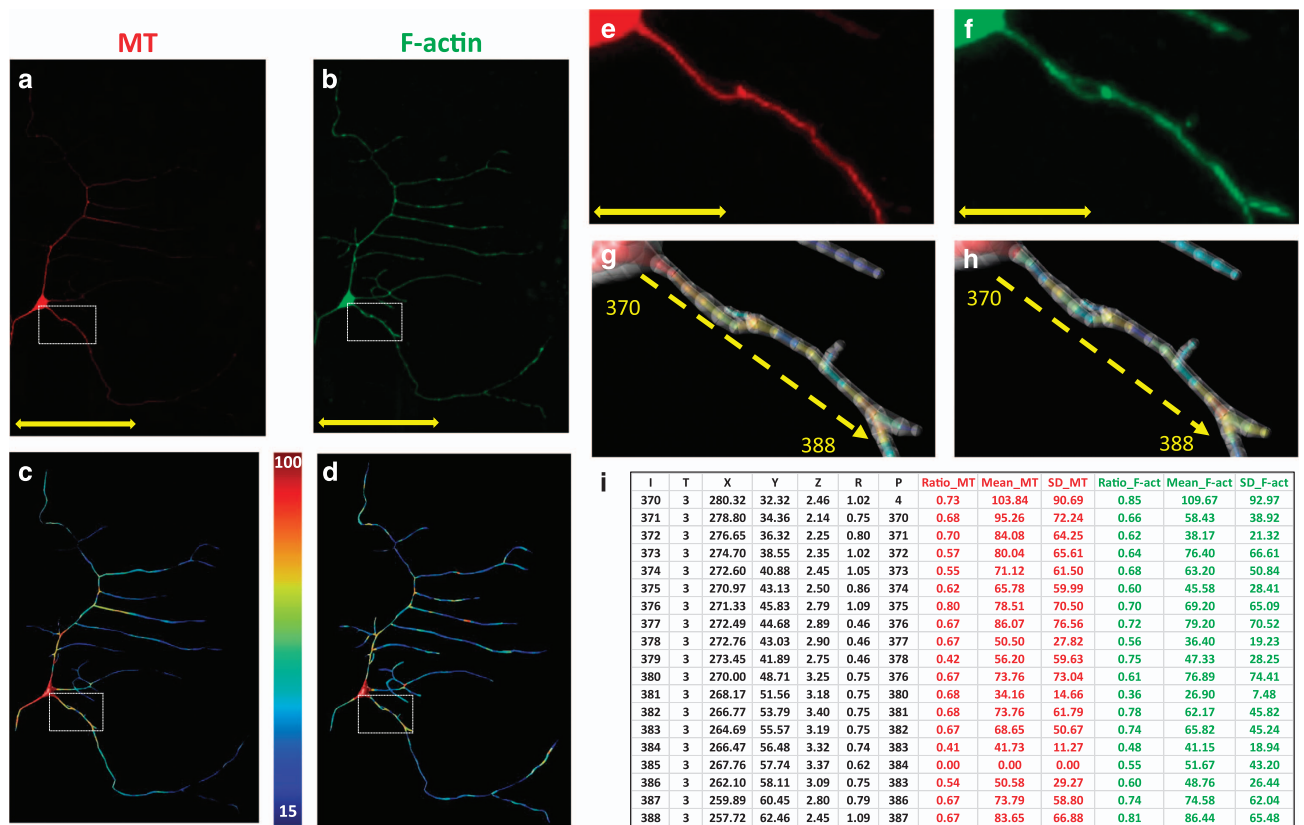 MT
F-actin
a
b
c
d
100
15
e
f
g
370
388
h
370
388
i
I T X Y Z R P Ratio_MT Mean_MT SD_MT Ratio_F-act Mean_F-act SD_F-act
370 3 280.32 32.32 2.46 1.02 4 0.73 103.84 90.69 0.85 109.67 92.97
371 3 278.80 34.36 2.14 0.75 370 0.68 95.26 72.24 0.66 58.43 38.92
372 3 276.65 36.32 2.25 0.80 371 0.70 84.08 64.25 0.62 38.17 21.32
373 3 274.70 38.55 2.35 1.02 372 0.57 80.04 65.61 0.64 76.40 66.61
374 3 272.60 40.88 2.45 1.05 373 0.55 71.12 61.50 0.68 63.20 50.84
375 3 270.97 43.13 2.50 0.86 374 0.62 65.78 59.99 0.60 45.58 28.41
376 3 271.33 45.83 2.79 1.09 375 0.80 78.51 70.50 0.70 69.20 65.09
377 3 272.49 44.68 2.89 0.46 376 0.67 86.07 76.56 0.72 79.20 70.52
378 3 272.76 43.03 2.90 0.46 377 0.67 50.50 27.82 0.56 36.40 19.23
379 3 273.45 41.89 2.75 0.46 378 0.42 56.20 59.63 0.75 47.33 28.25
380 3 270.00 48.71 3.25 0.75 376 0.67 73.76 73.04 0.61 76.89 74.41
381 3 268.17 51.56 3.18 0.75 380 0.68 34.16 14.66 0.36 26.90 7.48
382 3 266.77 53.79 3.40 0.75 381 0.68 73.76 61.79 0.78 62.17 45.82
383 3 264.69 55.57 3.19 0.75 382 0.67 68.65 50.67 0.74 65.82 45.24
384 3 266.47 56.48 3.32 0.74 383 0.41 41.73 11.27 0.48 41.15 18.94
385 3 267.76 57.74 3.37 0.62 384 0.00 0.00 0.00 0.55 51.67 43.20
386 3 262.10 58.11 3.09 0.75 383 0.54 50.58 29.27 0.60 48.76 26.44
387 3 259.89 60.45 2.80 0.79 386 0.67 73.79 58.80 0.74 74.58 62.04
388 3 257.72 62.46 2.45 1.09 387 0.67 83.65 66.88 0.81 86.44 65.48